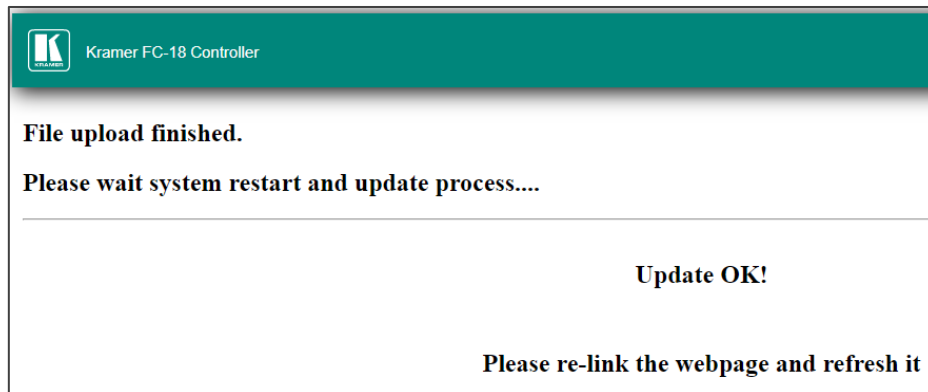 KRAMER
Kramer FC-18 Controller
File upload finished.
Please wait system restart and update process....
Update OK!
Please re-link the webpage and refresh it